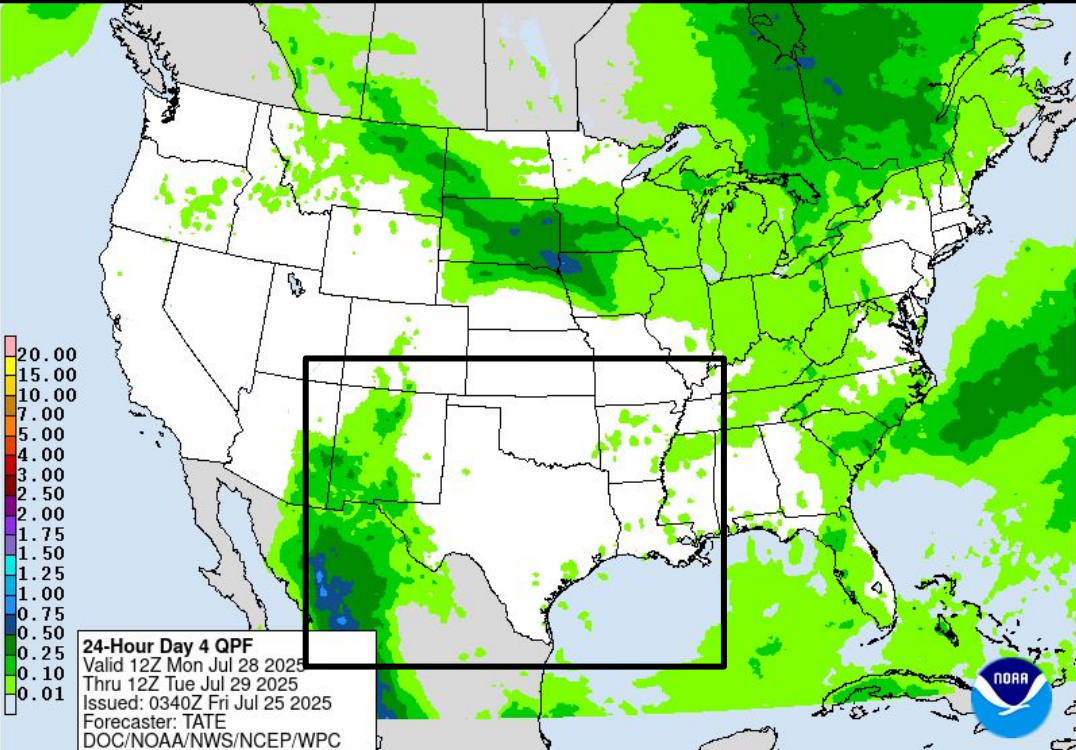 20.00
15.00
10.00
7.00
5.00
4.00
3.00
2.50
2.00
1.75
1.50
1.25
1.00
0.75
0.50
0.25
0.10
0.01
24-Hour Day 4 QPF
Valid 12Z Mon Jul 28 2025
Thru 12Z Tue Jul 29 2025
Issued: 0340Z Fri Jul 25 2025
Forecaster: TATE
DOC/NOAA/NWS/NCEP/WPC
NOAA